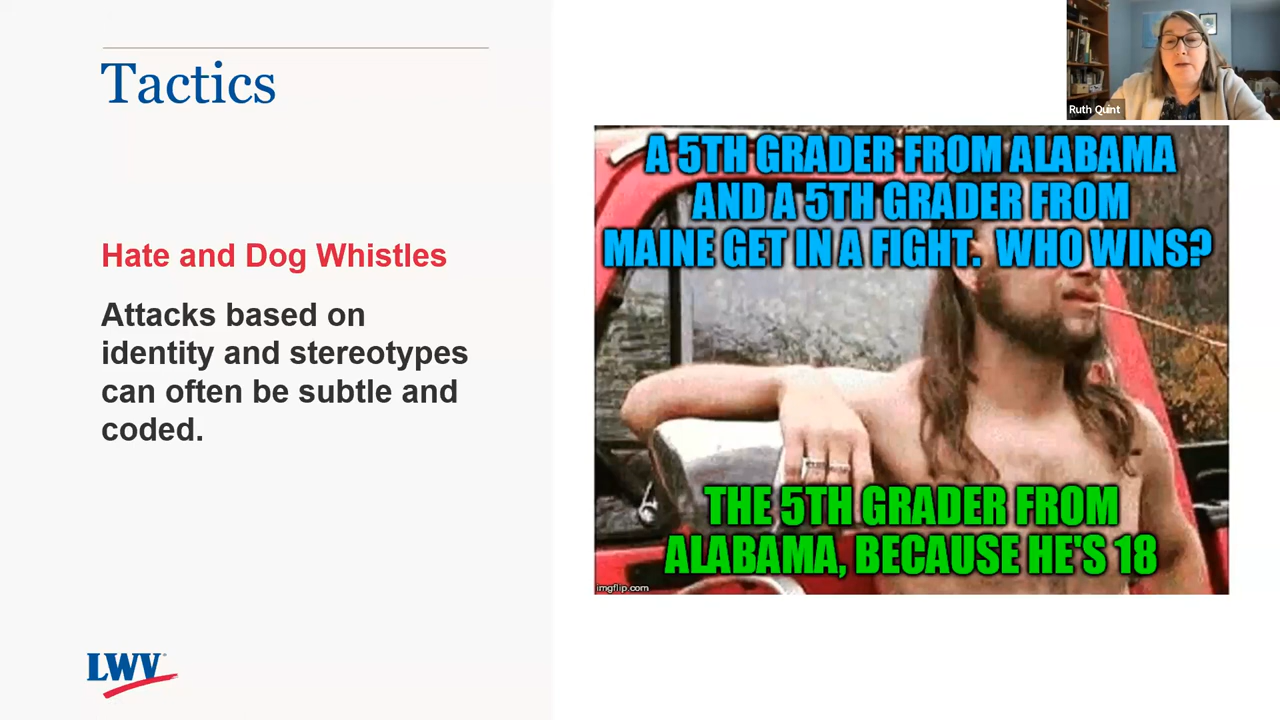 Tactics
Hate and Dog Whistles
Attacks based on
identity and stereotypes
can often be subtle and
coded.
LWV
Ruth Quint
A 5TH GRADER FROM ALABAMA
AND A 5TH GRADER FROM
MAINE GET IN A FIGHT.  WHO WINS?
THE 5TH GRADER FROM
ALABAMA, BECAUSE HE'S 18
imgflip.com